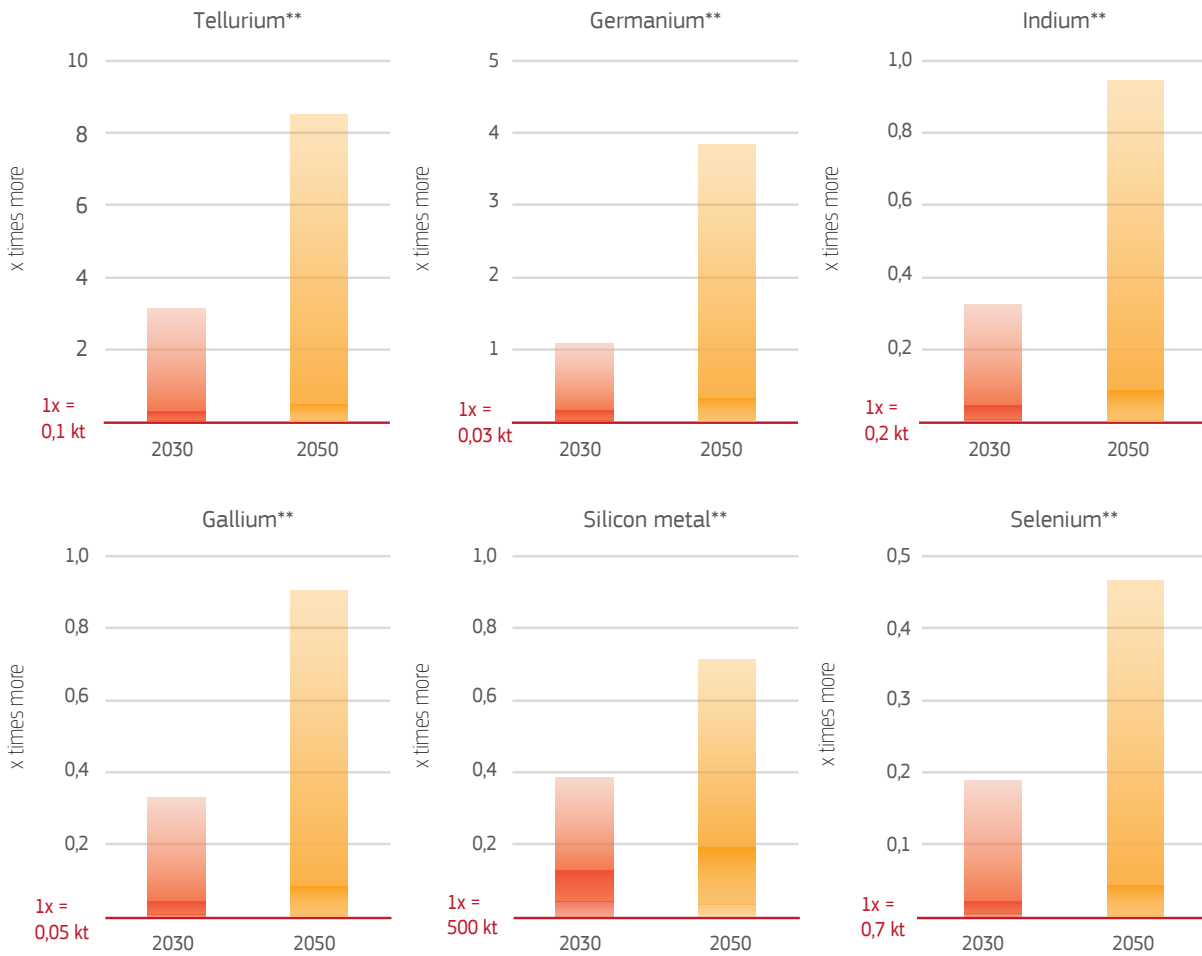 Tellurium**
10
8
6
4
2
x times more
1x =
0,1 kt
2030
2050
Germanium**
5
4
3
2
1
x times more
1x =
0,03 kt
2030
2050
Indium**
1,0
0,8
0,6
0,4
0,2
x times more
1x =
0,2 kt
2030
2050
Gallium**
1,0
0,8
0,6
0,4
0,2
x times more
1x =
0,05 kt
2030
2050
Silicon metal**
1,0
0,8
0,6
0,4
0,2
x times more
1x =
500 kt
2030
2050
Selenium**
0,5
0,4
0,3
0,2
0,1
x times more
1x =
0,7 kt
2030
2050